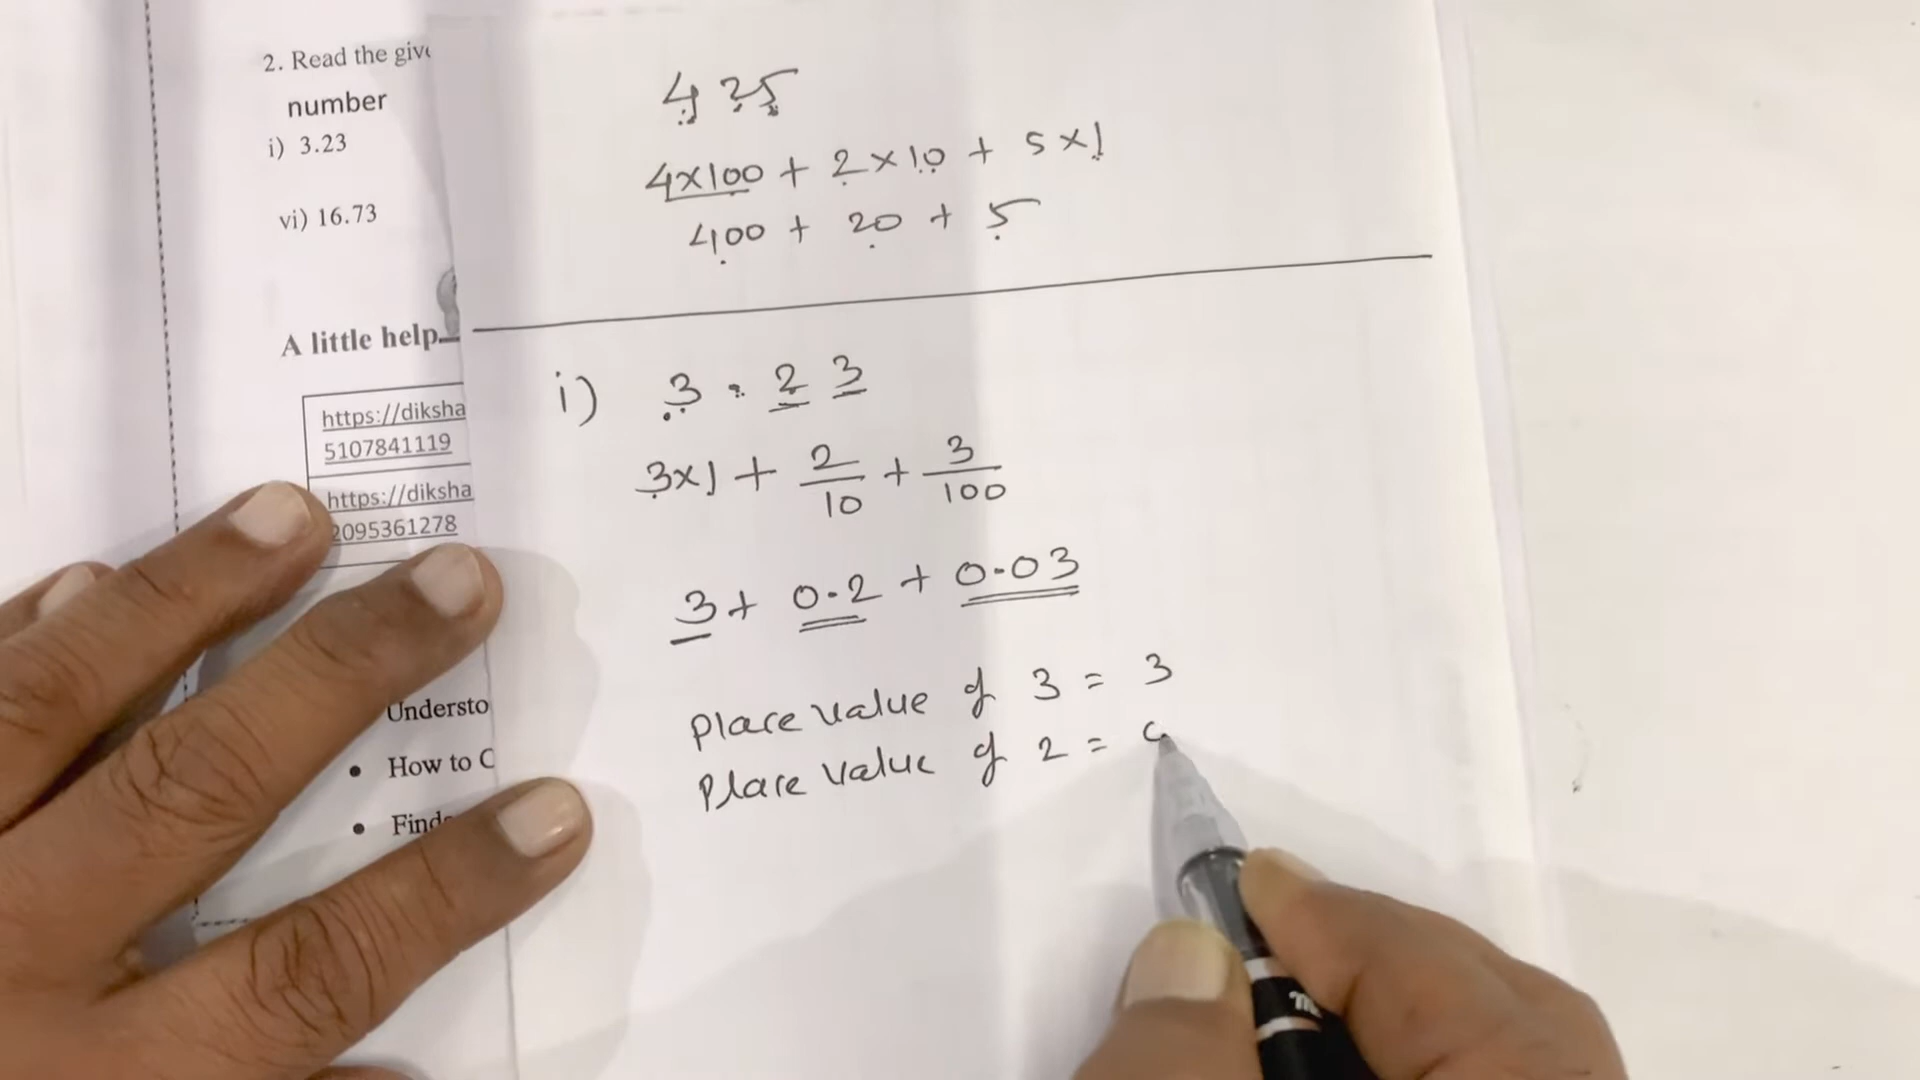 2. Read the
number
i) 3.23
vi) 16.73
A little help
https://diksha
5107841119
https://diksha
2095361278
Understo
How to C
Find
425
4×100 + 2×10 + 5×1
400 + 20 + 5
i) 3.23
3×1 + 2/10 + 3/100
3 + 0.2 + 0.03
Place value of 3 = 3
Place value of 2 =